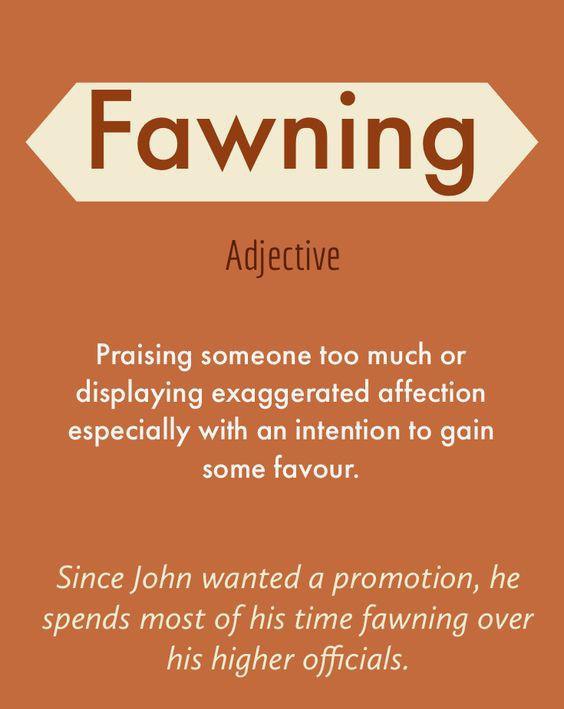 Fawning
Adjective
Praising someone too much or
displaying exaggerated affection
especially with an intention to gain
some favour.
Since John wanted a promotion, he
spends most of his time fawning over
his higher officials.